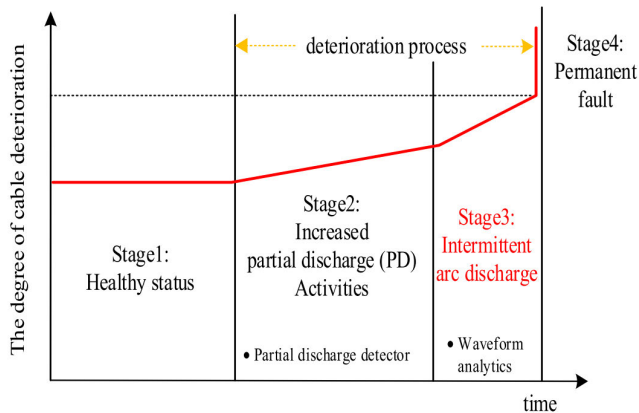 The degree of cable deterioration
deterioration process
Stage1:
Healthy status
Stage2:
Increased
partial discharge (PD)
Activities
• Partial discharge detector
Stage3:
Intermittent
arc discharge
• Waveform
analytics
Stage4:
Permanent
fault
time